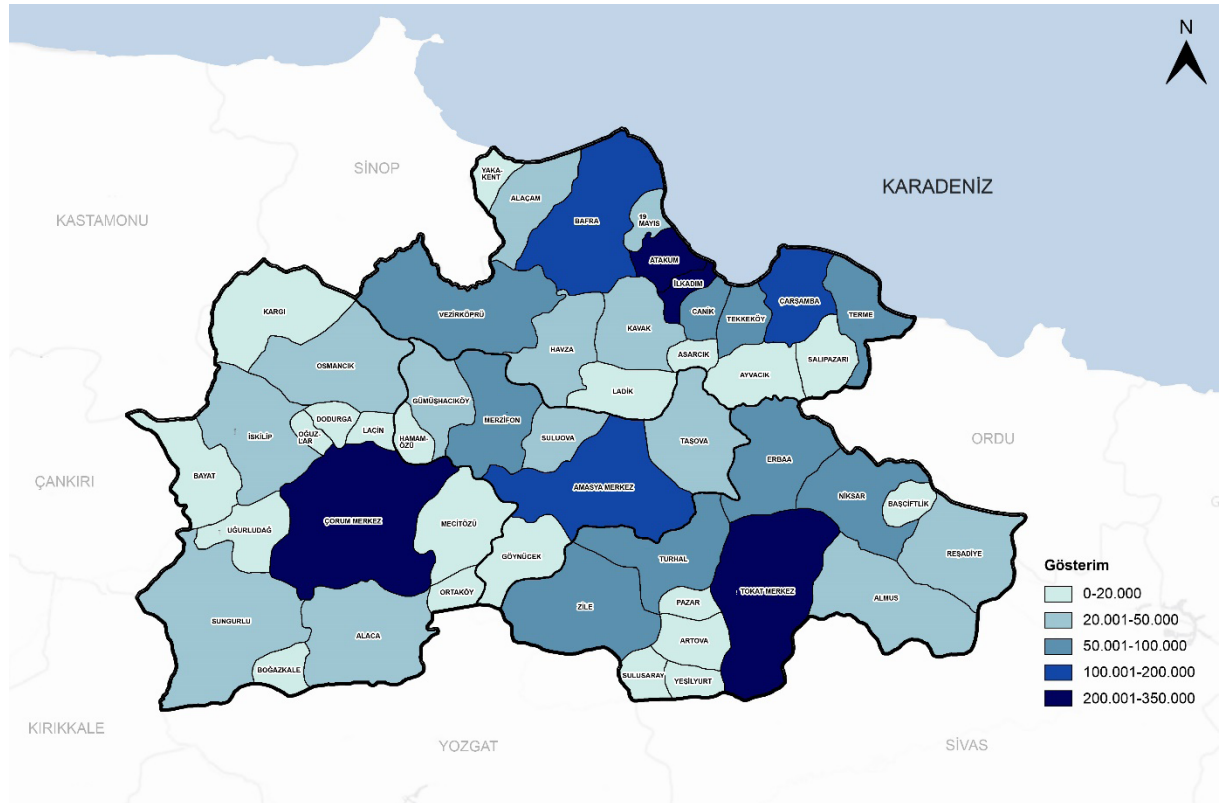 N
KARADENİZ
SİNOP
KASTAMONU
ÇANKIRI
KIRIKKALE
YOZGAT
SİVAS
ORDU
G
YAKA-
KENT
ALAÇAM
BAFRA
19
MAYIS
ATAKUM
İLKADIM
CANİK
TEKKEKÖY
ÇARŞAMBA
TERME
KARGI
VEZİRKÖPRÜ
HAVZA
KAVAK
ASARCIK
AYVACIK
SALIPAZARI
LADİK
OSMANCIK
GÜMÜŞHACIKÖY
MERZİFON
SULUOVA
TAŞOVA
DODURGA
OĞUZ-
LAR
LAÇİN
HAMAM-
ÖZÜ
İSKİLİP
BAYAT
UĞURLUDAĞ
ÇORUM MERKEZ
MECİTÖZÜ
AMASYA MERKEZ
GÖYNÜCEK
ORTAKÖY
SUNGURLU
ALACA
BOĞAZKALE
ERBAA
NİKSAR
BAŞÇİFTLİK
REŞADİYE
ALMUS
TURHAL
TOKAT MERKEZ
ZİLE
PAZAR
ARTOVA
SULUSARAY
YEŞİLYURT
Gösterim
0-20.000
20.001-50.000
50.001-100.000
100.001-200.000
200.001-350.000